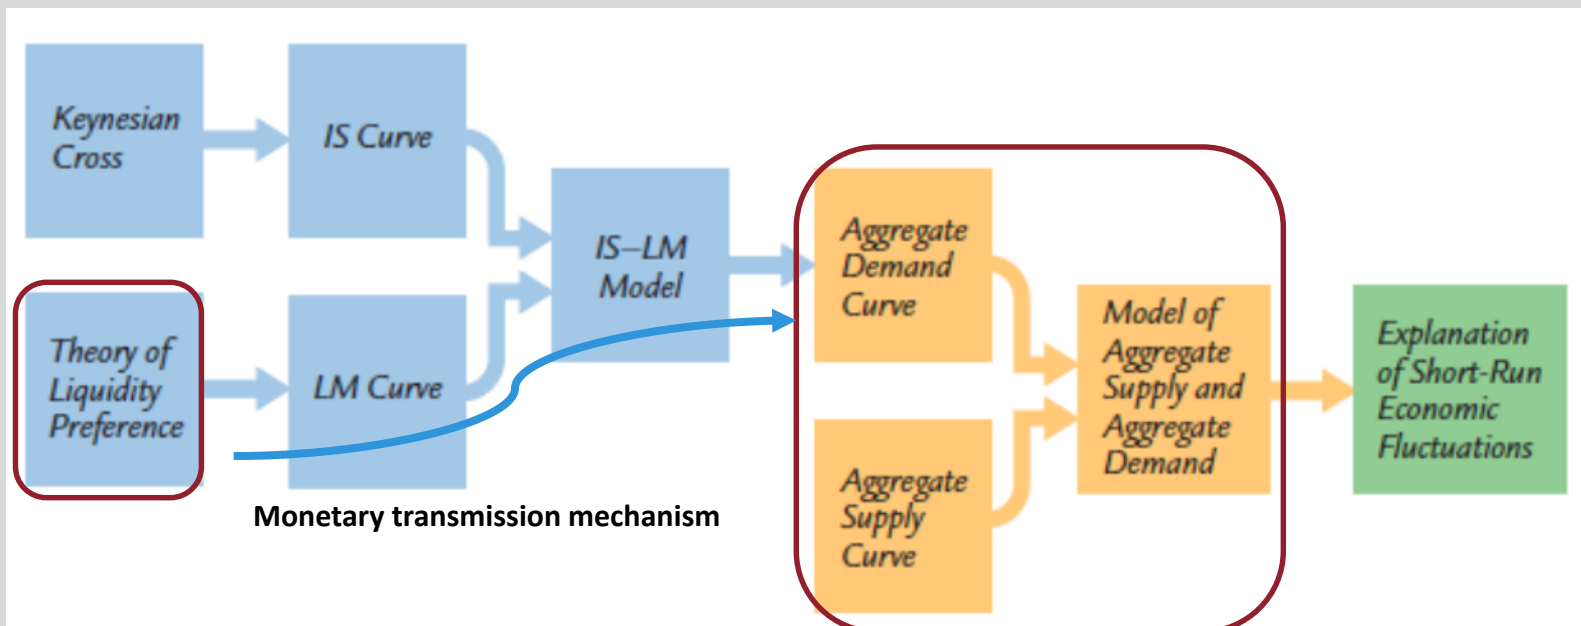 Keynesian
Cross
IS Curve
Theory of
Liquidity
Preference
LM Curve
IS–LM
Model
Monetary transmission mechanism
Aggregate
Demand
Curve
Aggregate
Supply
Curve
Model of
Aggregate
Supply and
Aggregate
Demand
Explanation
of Short-Run
Economic
Fluctuations